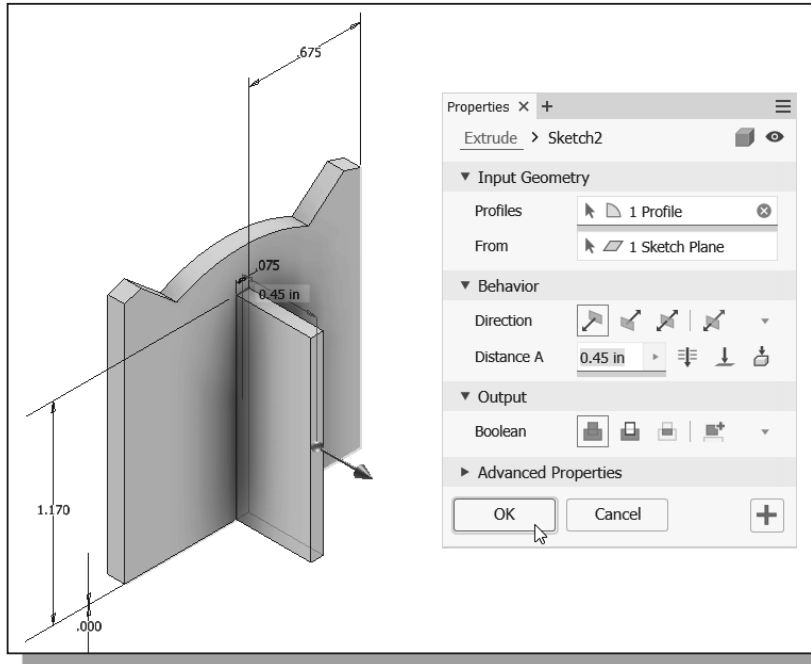 .675
.075
0.45 in
1.170
.000
Properties × +
Extrude > Sketch2
Input Geometry
Profiles 1 Profile
From 1 Sketch Plane
Behavior
Direction
Distance A 0.45 in
Output
Boolean
Advanced Properties
OK Cancel +